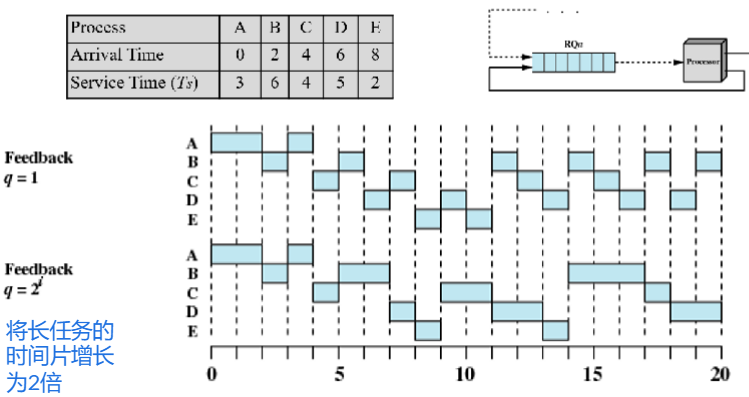 Process A B C D E
Arrival Time 0 2 4 6 8
Service Time (Ts) 3 6 4 5 2
. . .
RQn
Processor
Feedback
q = 1
A
B
C
D
E
Feedback
q = 2^i
A
B
C
D
E
将长任务的
时间片增长
为2倍
0 5 10 15 20